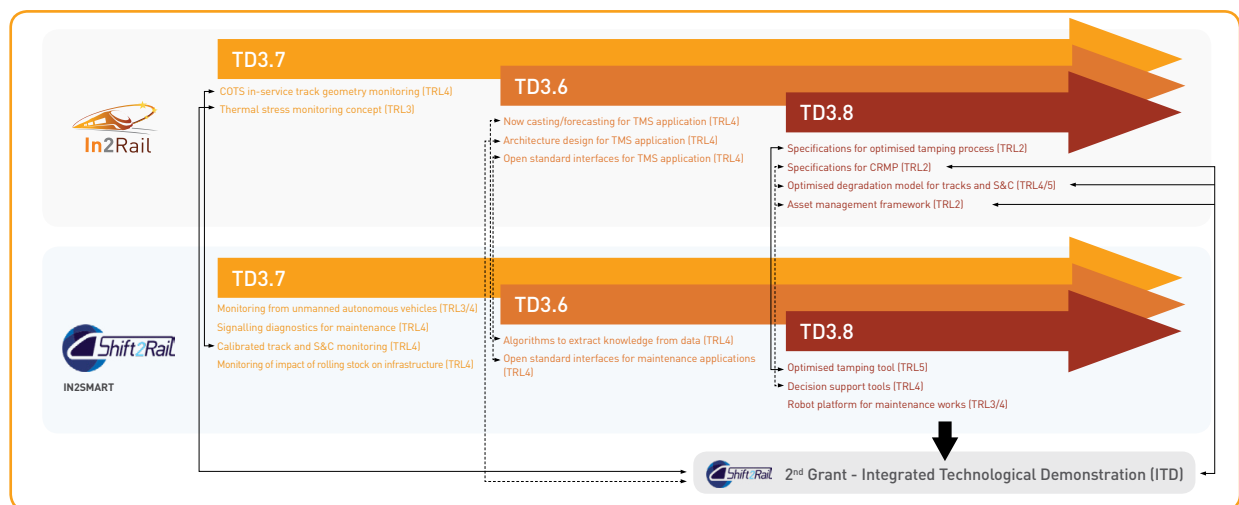 TD3.7
COTS in-service track geometry monitoring (TRL4)
Thermal stress monitoring concept (TRL3)
In2Rail
TD3.6
Now casting/forecasting for TMS application (TRL4)
Architecture design for TMS application (TRL4)
Open standard interfaces for TMS application (TRL4)
TD3.8
Specifications for optimised tamping process (TRL2)
Specifications for CRMP (TRL2)
Optimised degradation model for tracks and S&C (TRL4/5)
Asset management framework (TRL2)
TD3.7
Monitoring from unmanned autonomous vehicles (TRL3/4)
Signalling diagnostics for maintenance (TRL4)
Calibrated track and S&C monitoring (TRL4)
Monitoring of impact of rolling stock on infrastructure (TRL4)
Shift2Rail
IN2SMART
TD3.6
Algorithms to extract knowledge from data (TRL4)
Open standard interfaces for maintenance applications
(TRL4)
TD3.8
Optimised tamping tool (TRL5)
Decision support tools (TRL4)
Robot platform for maintenance works (TRL3/4)
Shift2Rail 2nd Grant - Integrated Technological Demonstration (ITD)